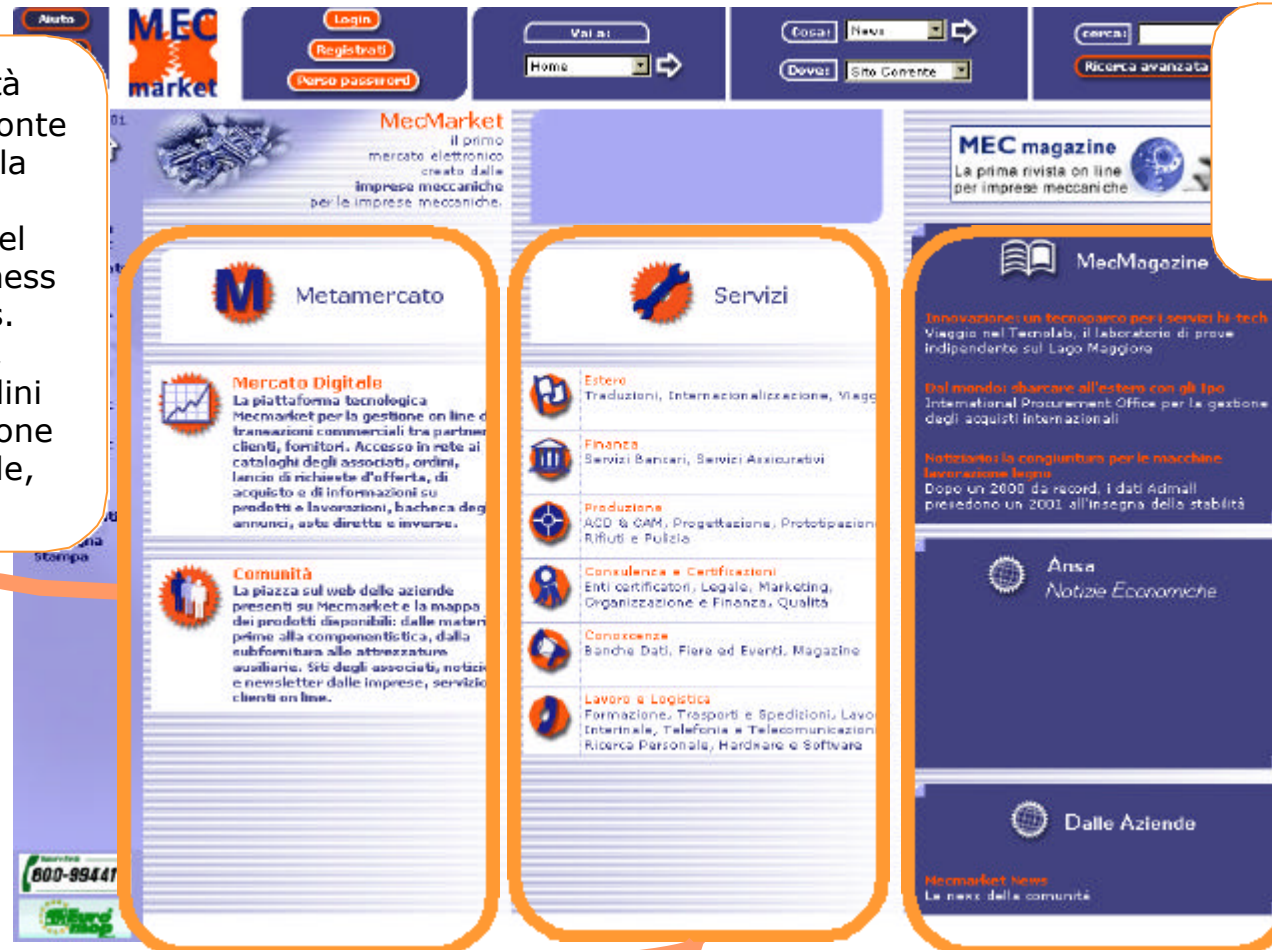 Aiuto
MEC
market
Login
Registrati
Perso password
Vai a:
Home
Cosa:
News
Dove:
Sito Corrente
cerca:
Ricerca avanzata
tà
onte
la
el
ness
s.
lini
one
le,
01
MecMarket
il primo
mercato elettronico
creato dalle
imprese meccaniche
per le imprese meccaniche.
MEC magazine
La prima rivista on line
per imprese meccaniche
Metamercato
Mercato Digitale
La piattaforma tecnologica
Mecmarket per la gestione on line d
transazioni commerciali tra partner
clienti, fornitori. Accesso in rete ai
cataloghi degli associati, ordini,
lancio di richieste d'offerta, di
acquisto e di informazioni su
prodotti e lavorazioni, bacheca deg
annunci, aste dirette e inverse.
Comunità
La piazza sul web delle aziende
presenti su Mecmarket e la mappa
dei prodotti disponibili: dalle materi
prime alla componentistica, dalla
subfornitura alle attrezzature
ausiliarie. Siti degli associati, notizi
e newsletter dalle imprese, servizio
clienti on line.
Servizi
Estero
Traduzioni, Internazionalizzazione, Viagg
Finanza
Servizi Bancari, Servizi Assicurativi
Produzione
ACD & CAM, Progettazione, Prototipazion
Rifiuti e Pulizia
Consulenza e Certificazioni
Enti certificatori, Legale, Marketing,
Organizzazione e Finanza, Qualità
Conoscenze
Banche Dati, Fiere ed Eventi, Magazine
Lavoro e Logistica
Formazione, Trasporti e Spedizioni, Lavo
Interinale, Telefonia e Telecomunicazion
Ricerca Personale, Hardware e Software
MecMagazine
Innovazione: un tecnoparco per i servizi hi-tech
Viaggio nel Tecnolab, il laboratorio di prove
indipendente sul Lago Maggiore
Dal mondo: sbarcare all'estero con gli Ipo
International Procurement Office per la gestione
degli acquisti internazionali
Notiziario: la congiuntura per le macchine
lavorazione legno
Dopo un 2000 da record, i dati Acimall
prevedono un 2001 all'insegna della stabilità
Ansa
Notizie Economiche
Dalle Aziende
Mecmarket News
Le news della comunità
Stampa
800-99441